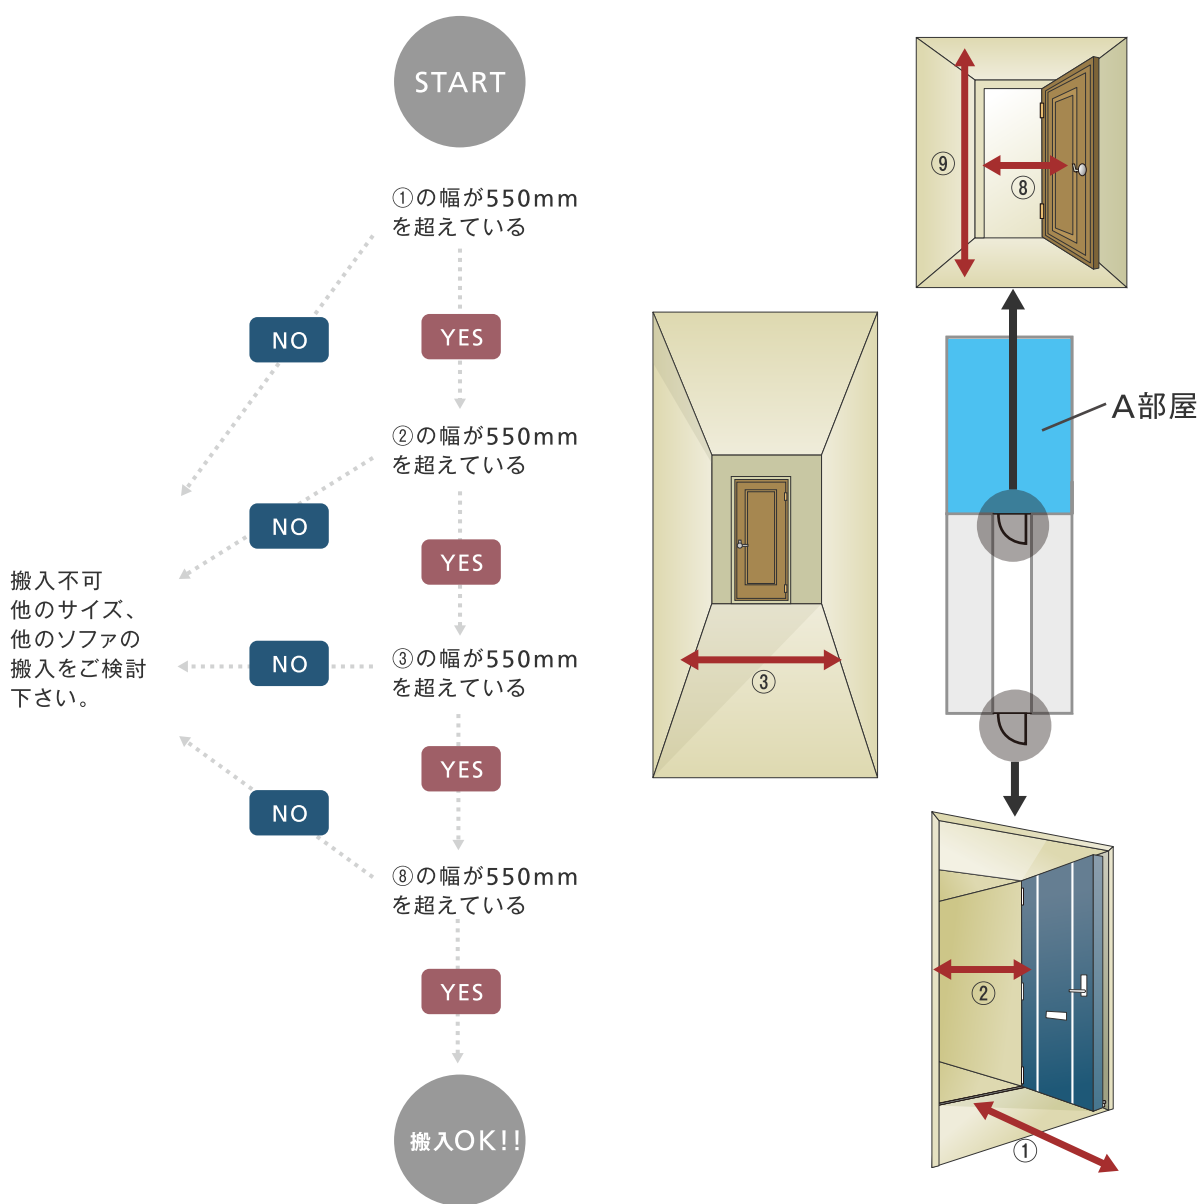 START
①の幅が550mm
を超えている
NO
YES
②の幅が550mm
を超えている
NO
YES
搬入不可
他のサイズ、
他のソファの
搬入をご検討
下さい。
③の幅が550mm
を超えている
NO
YES
⑧の幅が550mm
を超えている
NO
YES
搬入OK!!
③
⑨
⑧
A部屋
②
①